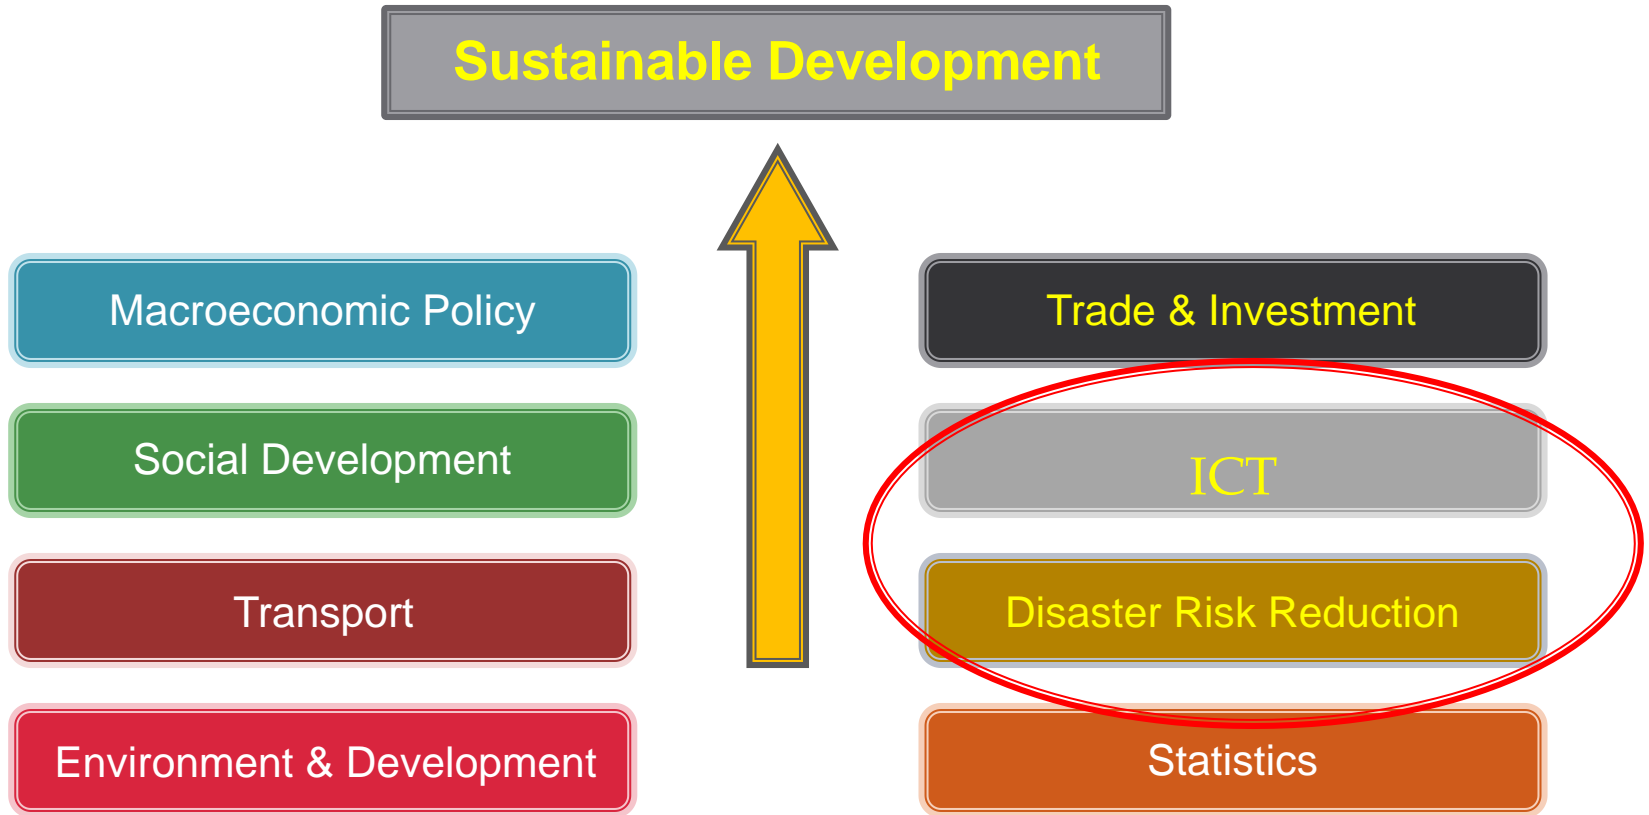 Sustainable Development
Macroeconomic Policy
Trade & Investment
Social Development
ICT
Transport
Disaster Risk Reduction
Environment & Development
Statistics